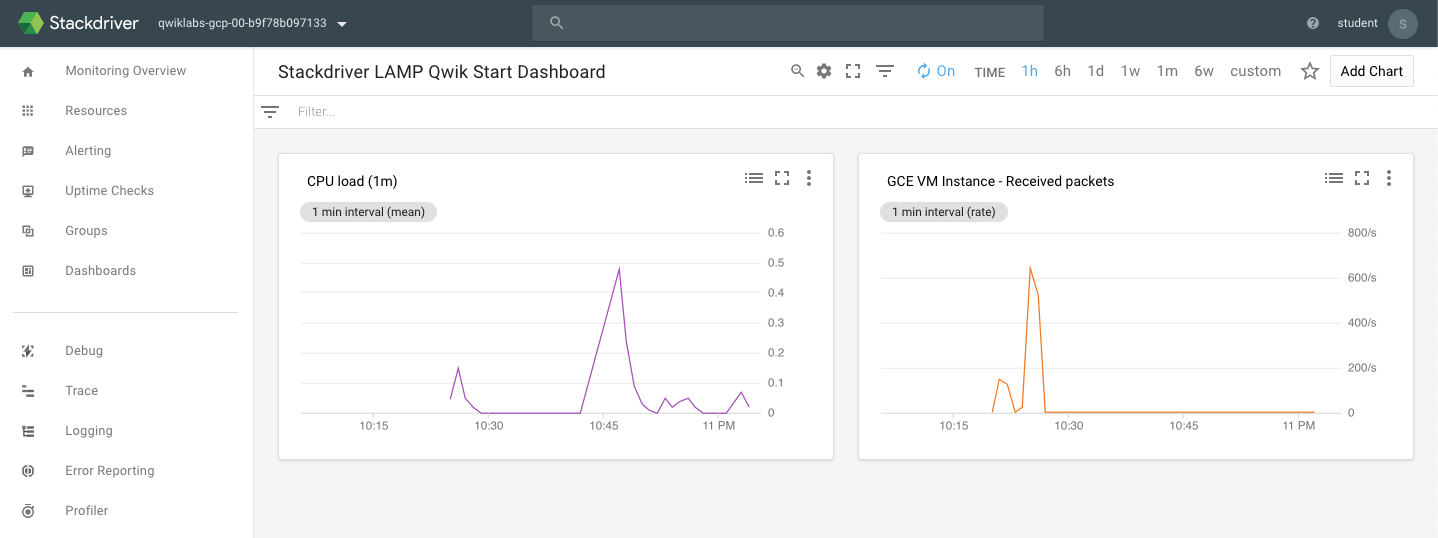 Stackdriver qwiklabs-gcp-00-b9f78b097133 student S
Monitoring Overview
Resources
Alerting
Uptime Checks
Groups
Dashboards
Debug
Trace
Logging
Error Reporting
Profiler
Stackdriver LAMP Qwik Start Dashboard On TIME 1h 6h 1d 1w 1m 6w custom Add Chart
Filter...
CPU load (1m)
1 min interval (mean)
0.6
0.5
0.4
0.3
0.2
0.1
0
10:15 10:30 10:45 11 PM
GCE VM Instance - Received packets
1 min interval (rate)
800/s
600/s
400/s
200/s
0
10:15 10:30 10:45 11 PM